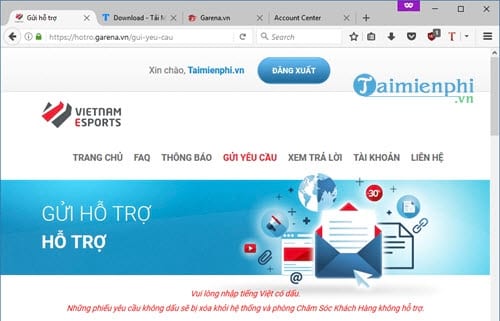 Gửi hỗ trợ
Download - Tải M
Garena.vn
Account Center
https://hotro.garena.vn/gui-yeu-cau
Search
Xin chào, Taimienphi.vn
ĐĂNG XUẤT
Taimienphi
.vn
VIETNAM
ESPORTS
TRANG CHỦ FAQ THÔNG BÁO GỬI YÊU CẦU XEM TRẢ LỜI TÀI KHOẢN LIÊN HỆ
GỬI HỖ TRỢ
HỖ TRỢ
-30°
@
Vui lòng nhập tiếng Việt có dấu.
Những phiếu yêu cầu không dấu sẽ bị xóa khỏi hệ thống và phòng Chăm Sóc Khách Hàng không hỗ trợ.